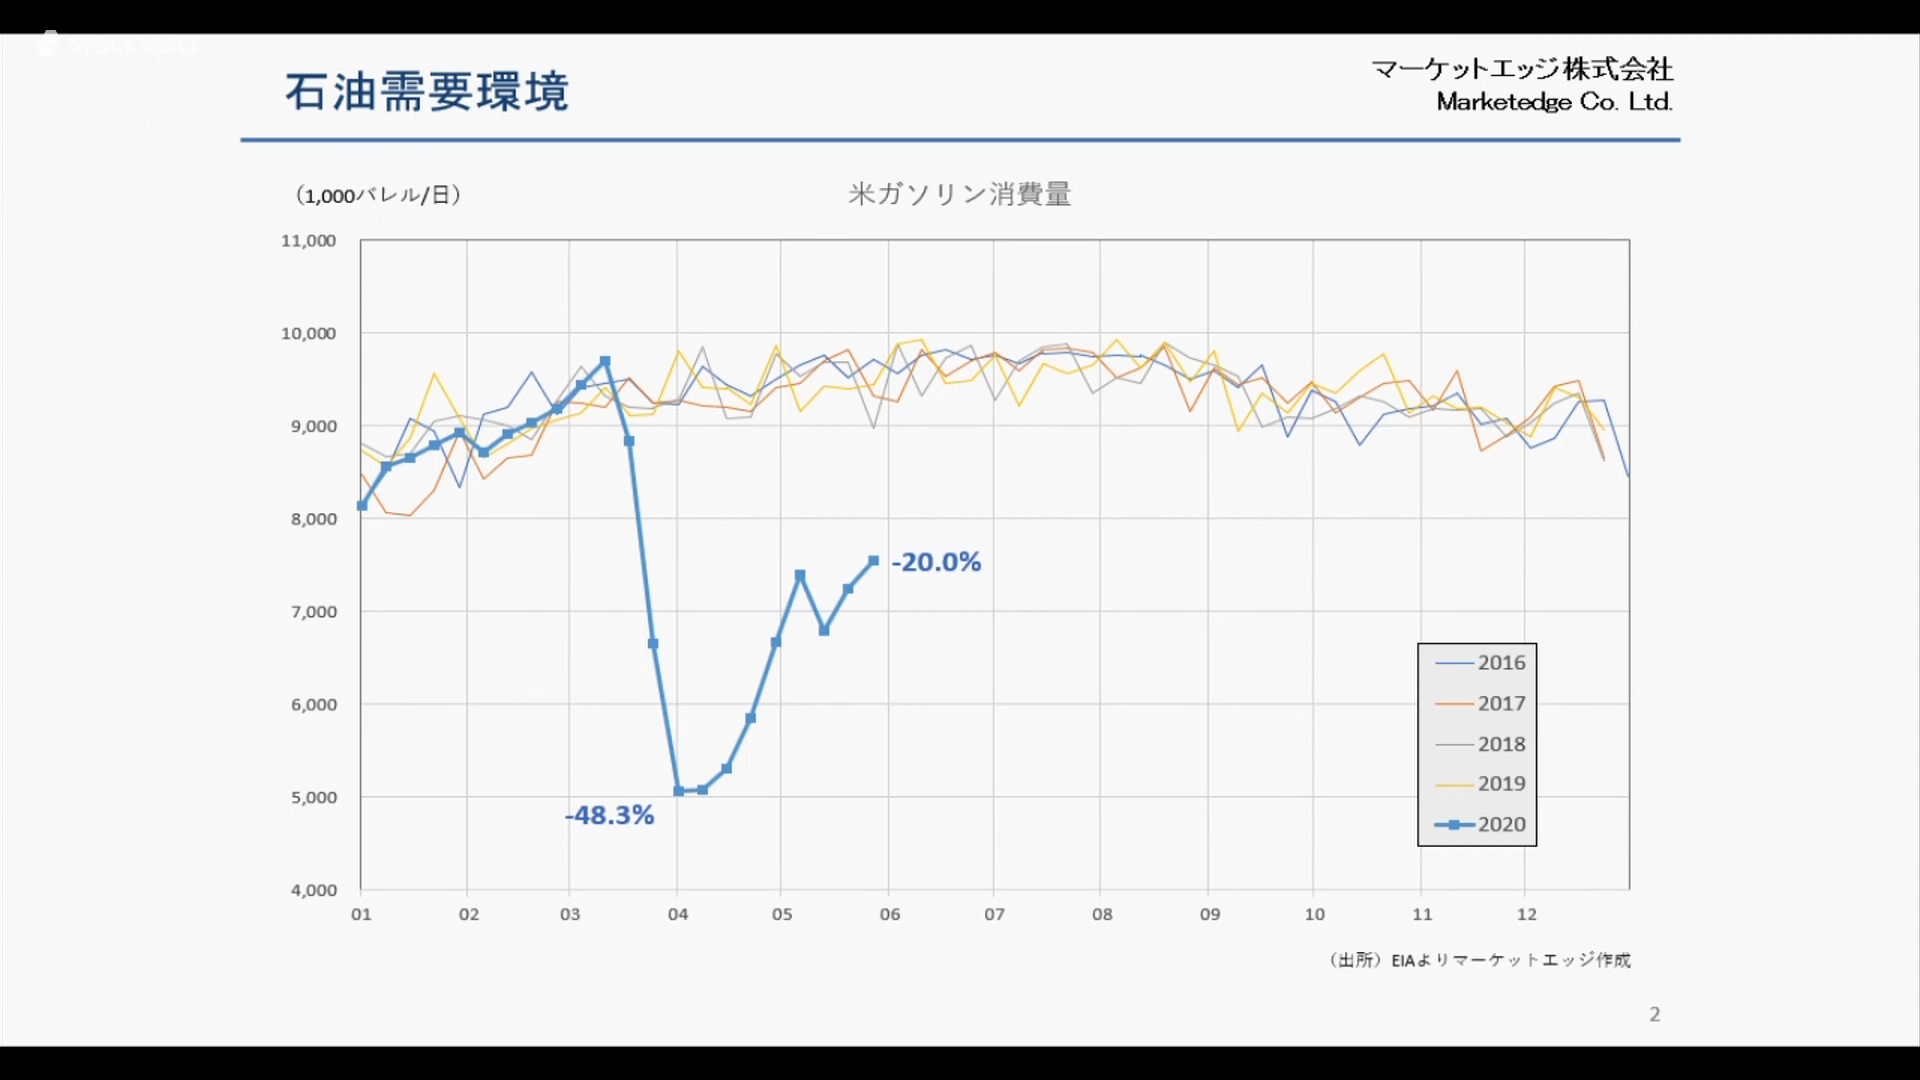 石油需要環境
マーケットエッジ株式会社
Marketedge Co. Ltd.
（1,000バレル/日）
米ガソリン消費量
11,000
10,000
9,000
8,000
7,000
6,000
5,000
4,000
-20.0%
-48.3%
2016
2017
2018
2019
2020
01 02 03 04 05 06 07 08 09 10 11 12
（出所）EIAよりマーケットエッジ作成
2